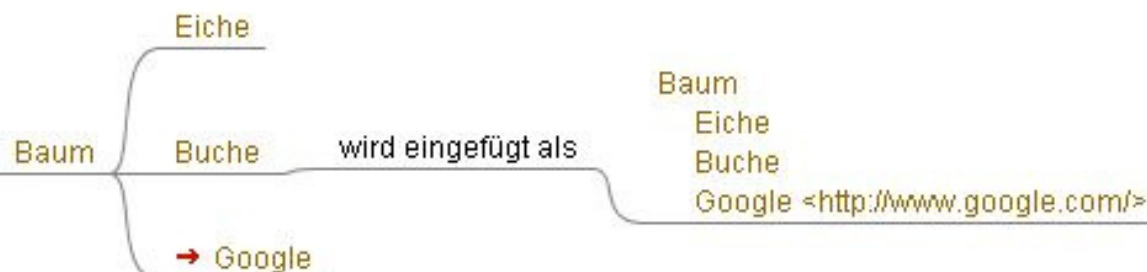 Eiche
Baum
Buche
➔ Google
wird eingefügt als
Baum
Eiche
Buche
Google <http://www.google.com/>